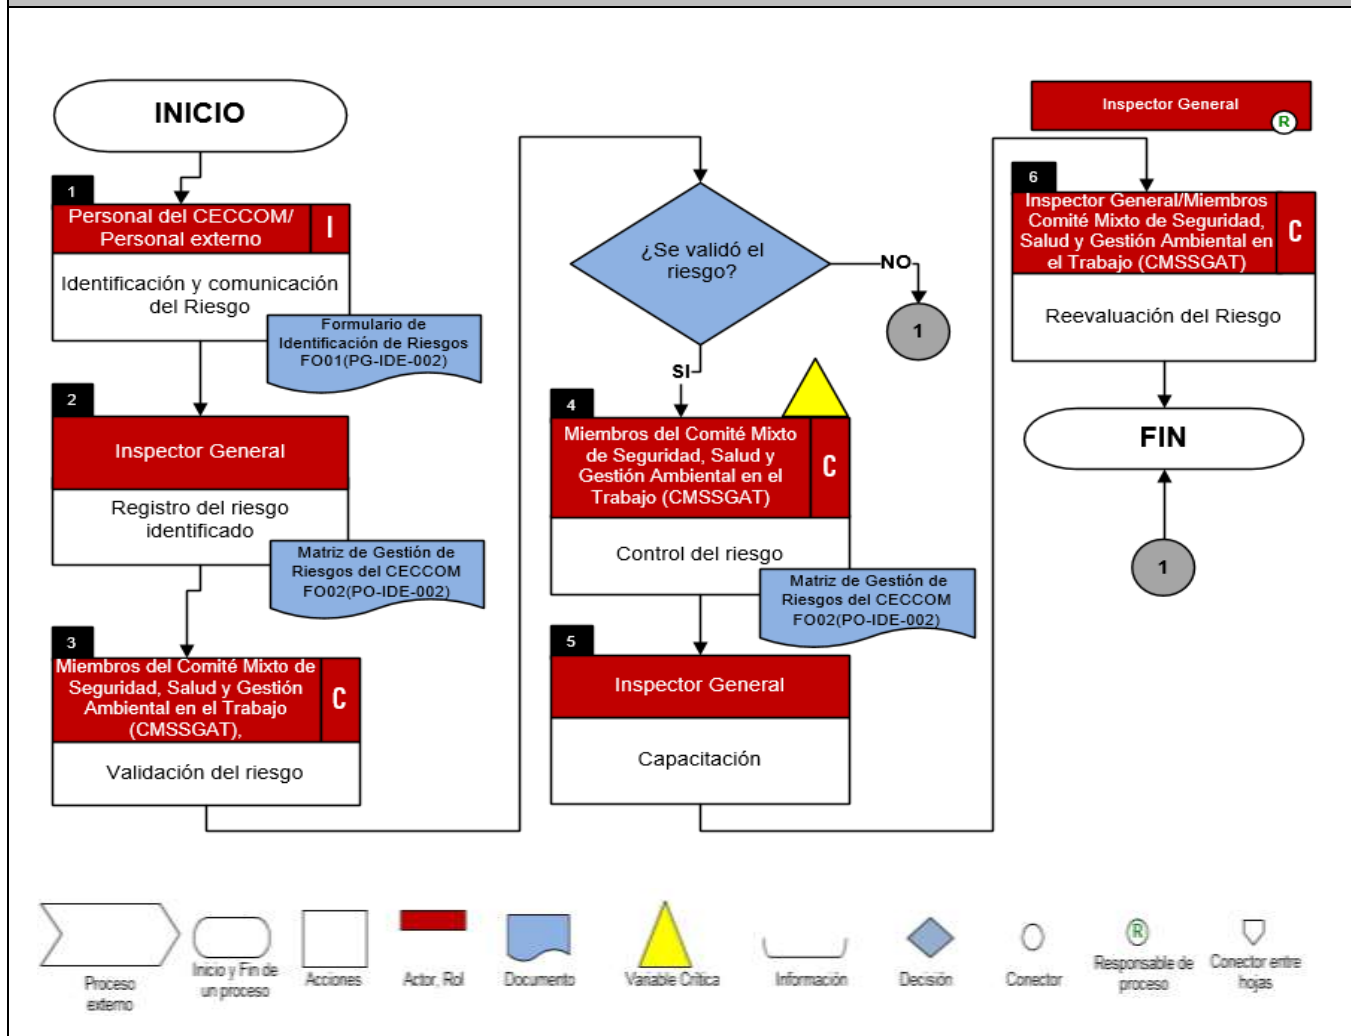 INICIO
1
Personal del CECCOM/
Personal externo
I
Identificación y comunicación
del Riesgo
Formulario de
Identificación de Riesgos
FO01(PG-IDE-002)
2
Inspector General
Registro del riesgo
identificado
Matriz de Gestión de
Riesgos del CECCOM
FO02(PO-IDE-002)
3
Miembros del Comité Mixto de
Seguridad, Salud y Gestión
Ambiental en el Trabajo
(CMSSGAT),
C
Validación del riesgo
¿Se validó el
riesgo?
NO
1
SI
4
Miembros del Comité Mixto
de Seguridad, Salud y
Gestión Ambiental en el
Trabajo (CMSSGAT)
C
Control del riesgo
Matriz de Gestión de
Riesgos del CECCOM
FO02(PO-IDE-002)
5
Inspector General
Capacitación
Inspector General
R
6
Inspector General/Miembros
Comité Mixto de Seguridad,
Salud y Gestión Ambiental en
el Trabajo (CMSSGAT)
C
Reevaluación del Riesgo
FIN
1
Proceso
externo
Inicio y Fin de
un proceso
Acciones
Actor, Rol
Documento
Variable Crítica
Información
Decisión
Conector
R
Responsable de
proceso
Conector entre
hojas